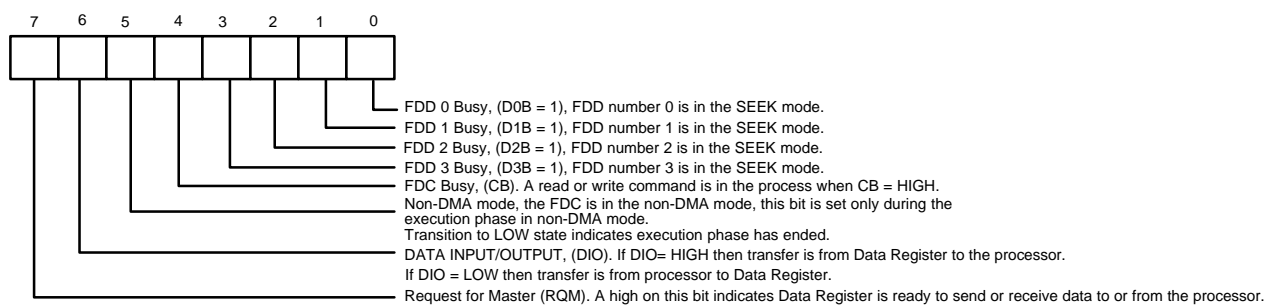 7 6 5 4 3 2 1 0
FDD 0 Busy, (D0B = 1), FDD number 0 is in the SEEK mode.
FDD 1 Busy, (D1B = 1), FDD number 1 is in the SEEK mode.
FDD 2 Busy, (D2B = 1), FDD number 2 is in the SEEK mode.
FDD 3 Busy, (D3B = 1), FDD number 3 is in the SEEK mode.
FDC Busy, (CB). A read or write command is in the process when CB = HIGH.
Non-DMA mode, the FDC is in the non-DMA mode, this bit is set only during the
execution phase in non-DMA mode.
Transition to LOW state indicates execution phase has ended.
DATA INPUT/OUTPUT, (DIO). If DIO= HIGH then transfer is from Data Register to the processor.
If DIO = LOW then transfer is from processor to Data Register.
Request for Master (RQM). A high on this bit indicates Data Register is ready to send or receive data to or from the processor.